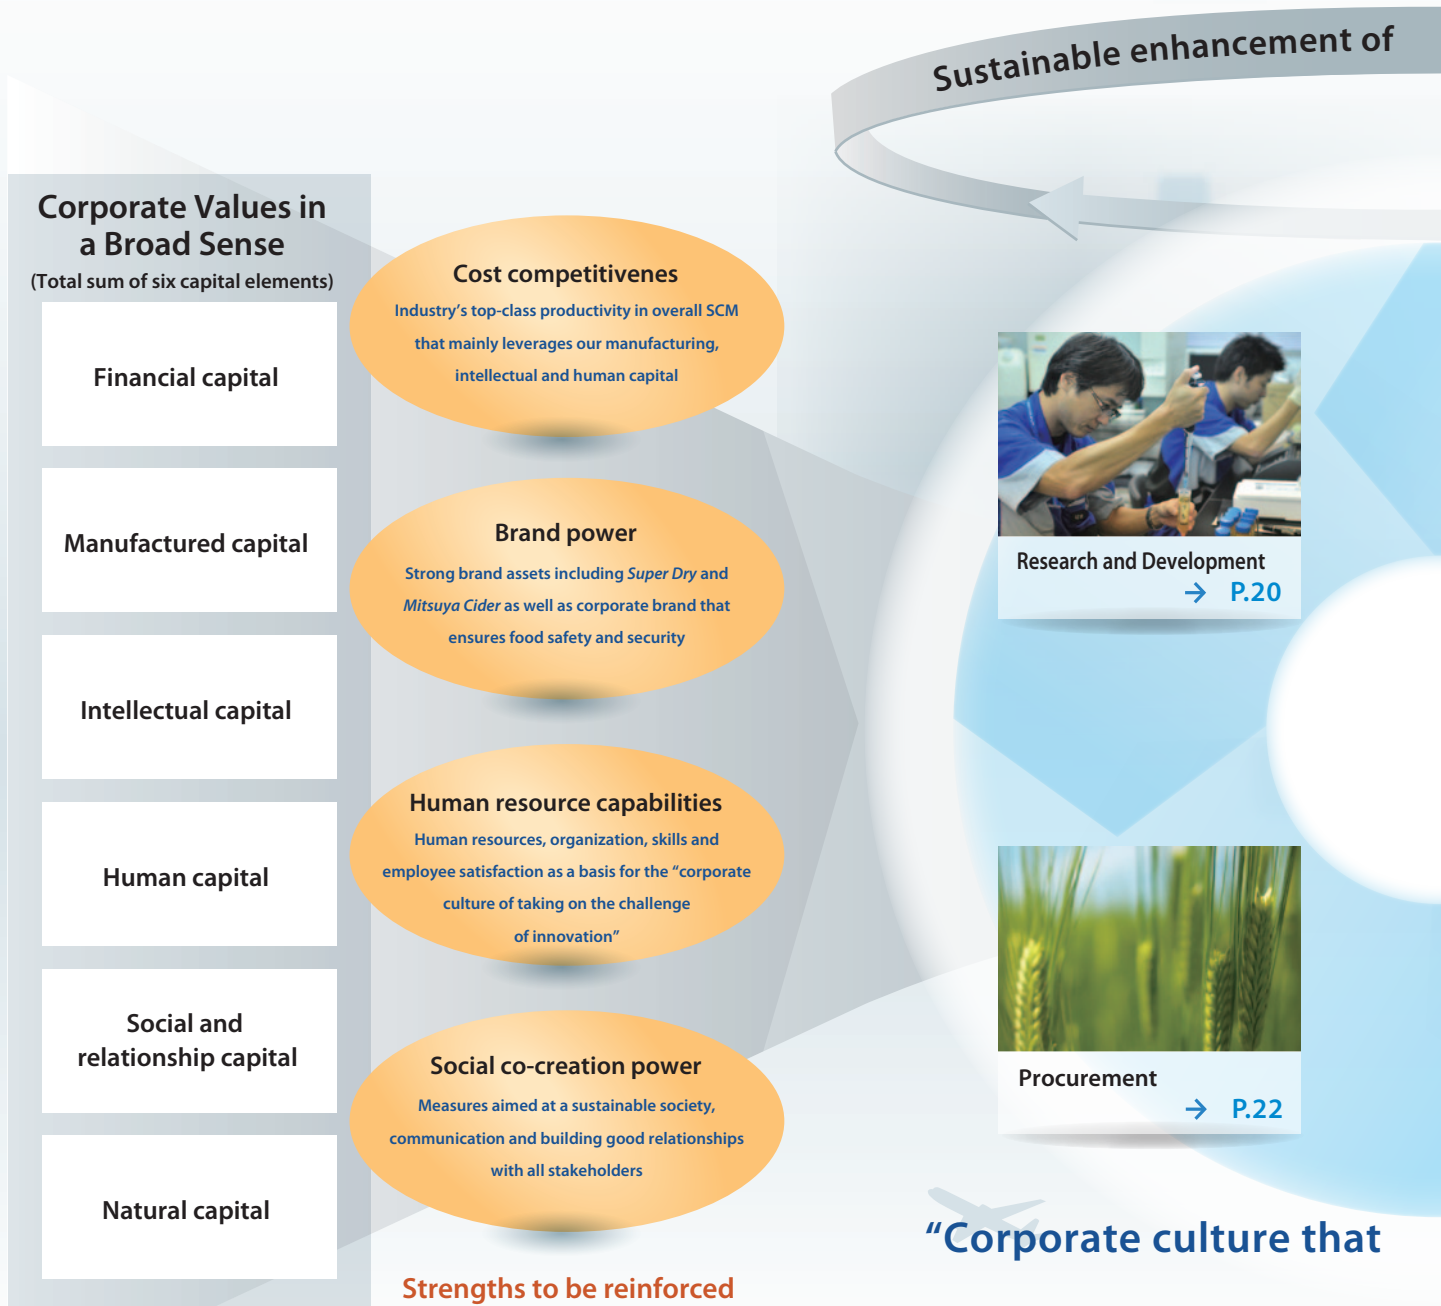 Sustainable enhancement of
Corporate Values in
a Broad Sense
(Total sum of six capital elements)
Financial capital
Manufactured capital
Intellectual capital
Human capital
Social and
relationship capital
Natural capital
Cost competitivenes
Industry’s top-class productivity in overall SCM
that mainly leverages our manufacturing,
intellectual and human capital
Brand power
Strong brand assets including Super Dry and
Mitsuya Cider as well as corporate brand that
ensures food safety and security
Human resource capabilities
Human resources, organization, skills and
employee satisfaction as a basis for the “corporate
culture of taking on the challenge
of innovation”
Social co-creation power
Measures aimed at a sustainable society,
communication and building good relationships
with all stakeholders
Strengths to be reinforced
Research and Development
→ P.20
Procurement
→ P.22
“Corporate culture that